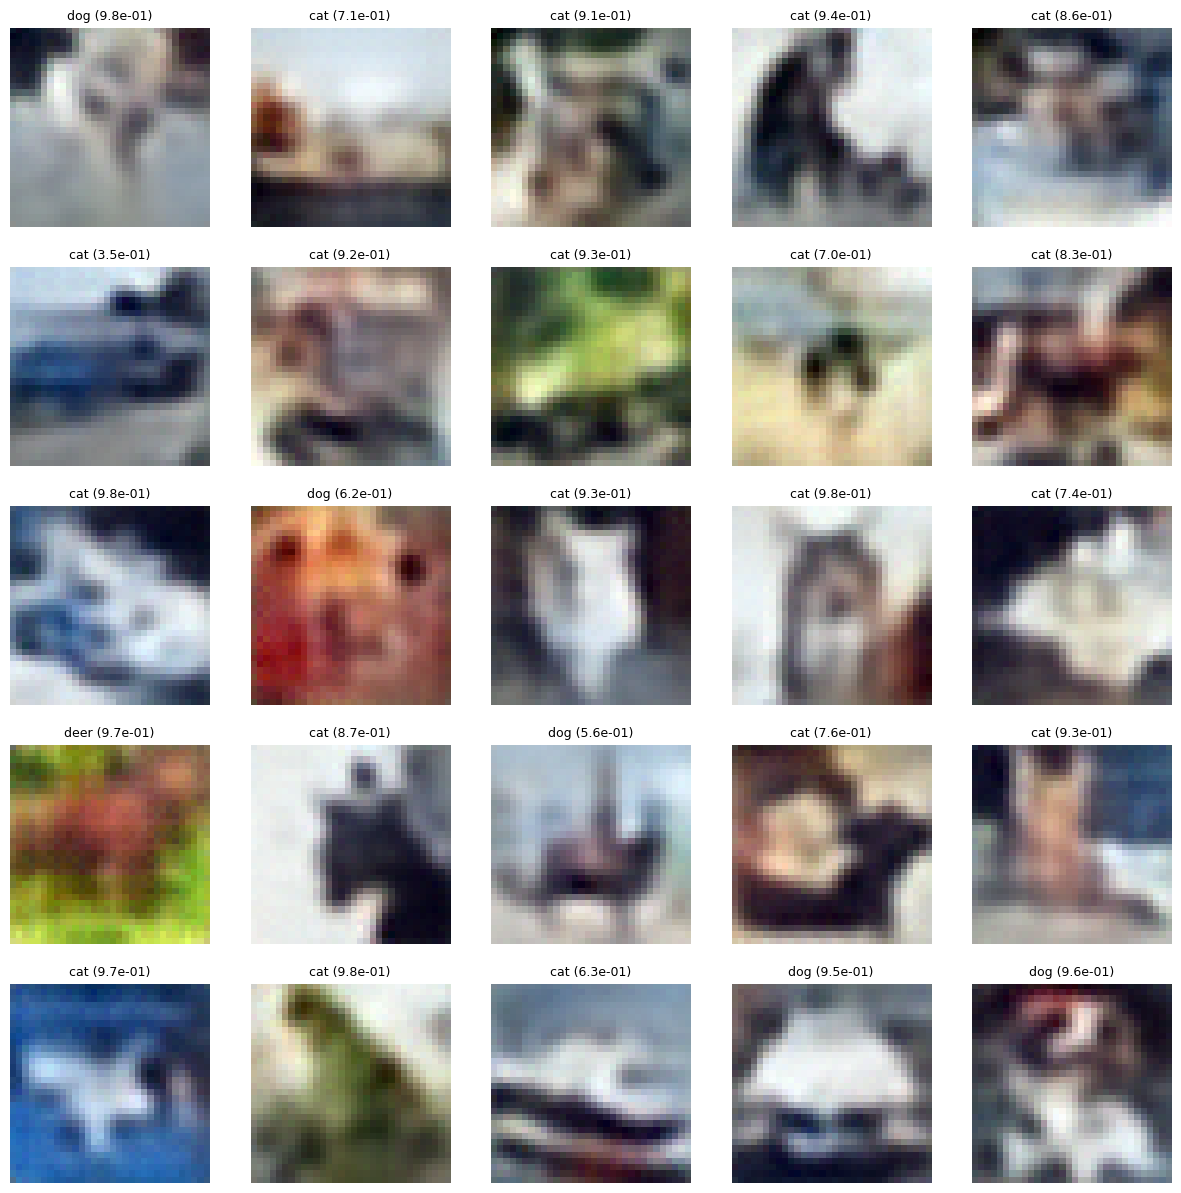 dog (9.8e-01)
cat (7.1e-01)
cat (9.1e-01)
cat (9.4e-01)
cat (8.6e-01)
cat (3.5e-01)
cat (9.2e-01)
cat (9.3e-01)
cat (7.0e-01)
cat (8.3e-01)
cat (9.8e-01)
dog (6.2e-01)
cat (9.3e-01)
cat (9.8e-01)
cat (7.4e-01)
deer (9.7e-01)
cat (8.7e-01)
dog (5.6e-01)
cat (7.6e-01)
cat (9.3e-01)
cat (9.7e-01)
cat (9.8e-01)
cat (6.3e-01)
dog (9.5e-01)
dog (9.6e-01)